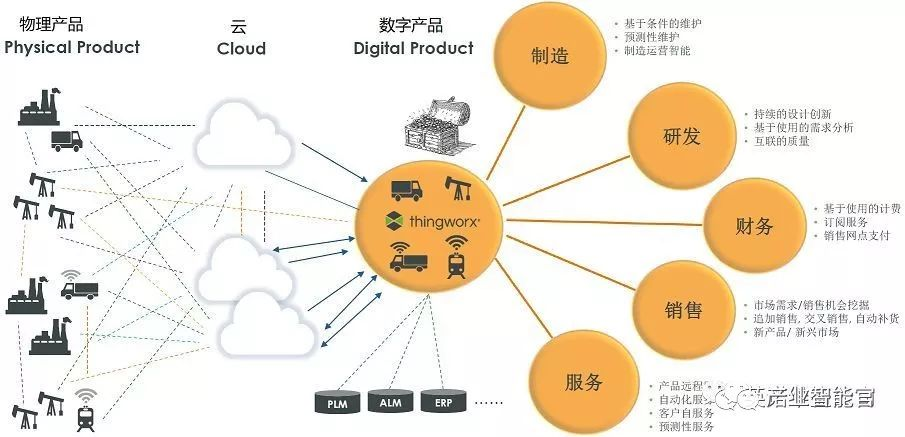 物理产品
Physical Product
云
Cloud
数字产品
Digital Product
thingworx®
PLM
ALM
ERP
······
制造
• 基于条件的维护
• 预测性维护
• 制造运营智能
研发
• 持续的设计创新
• 基于使用的需求分析
• 互联的质量
财务
• 基于使用的计费
• 订阅服务
• 销售网点支付
销售
• 市场需求/销售机会挖掘
• 追加销售, 交叉销售, 自动补货
• 新产品/ 新兴市场
服务
• 产品远程
• 自动化服
• 客户自服务
• 预测性服务
英诺业智能官